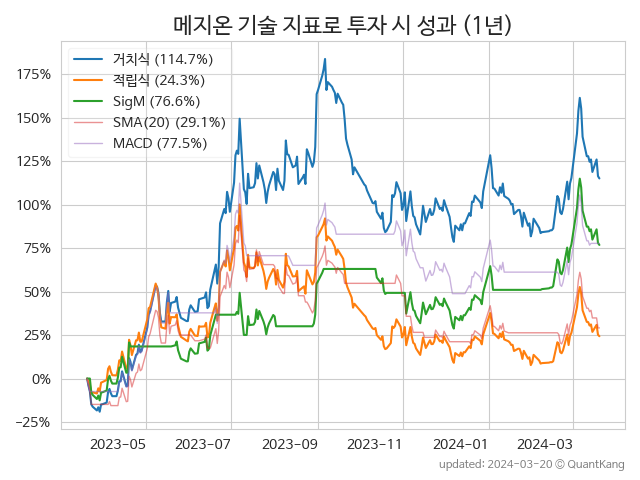 메지온 기술 지표로 투자 시 성과 (1년)
거치식 (114.7%)
적립식 (24.3%)
SigM (76.6%)
SMA(20) (29.1%)
MACD (77.5%)
175%
150%
125%
100%
75%
50%
25%
0%
−25%
2023-05
2023-07
2023-09
2023-11
2024-01
2024-03
updated: 2024-03-20 © QuantKang